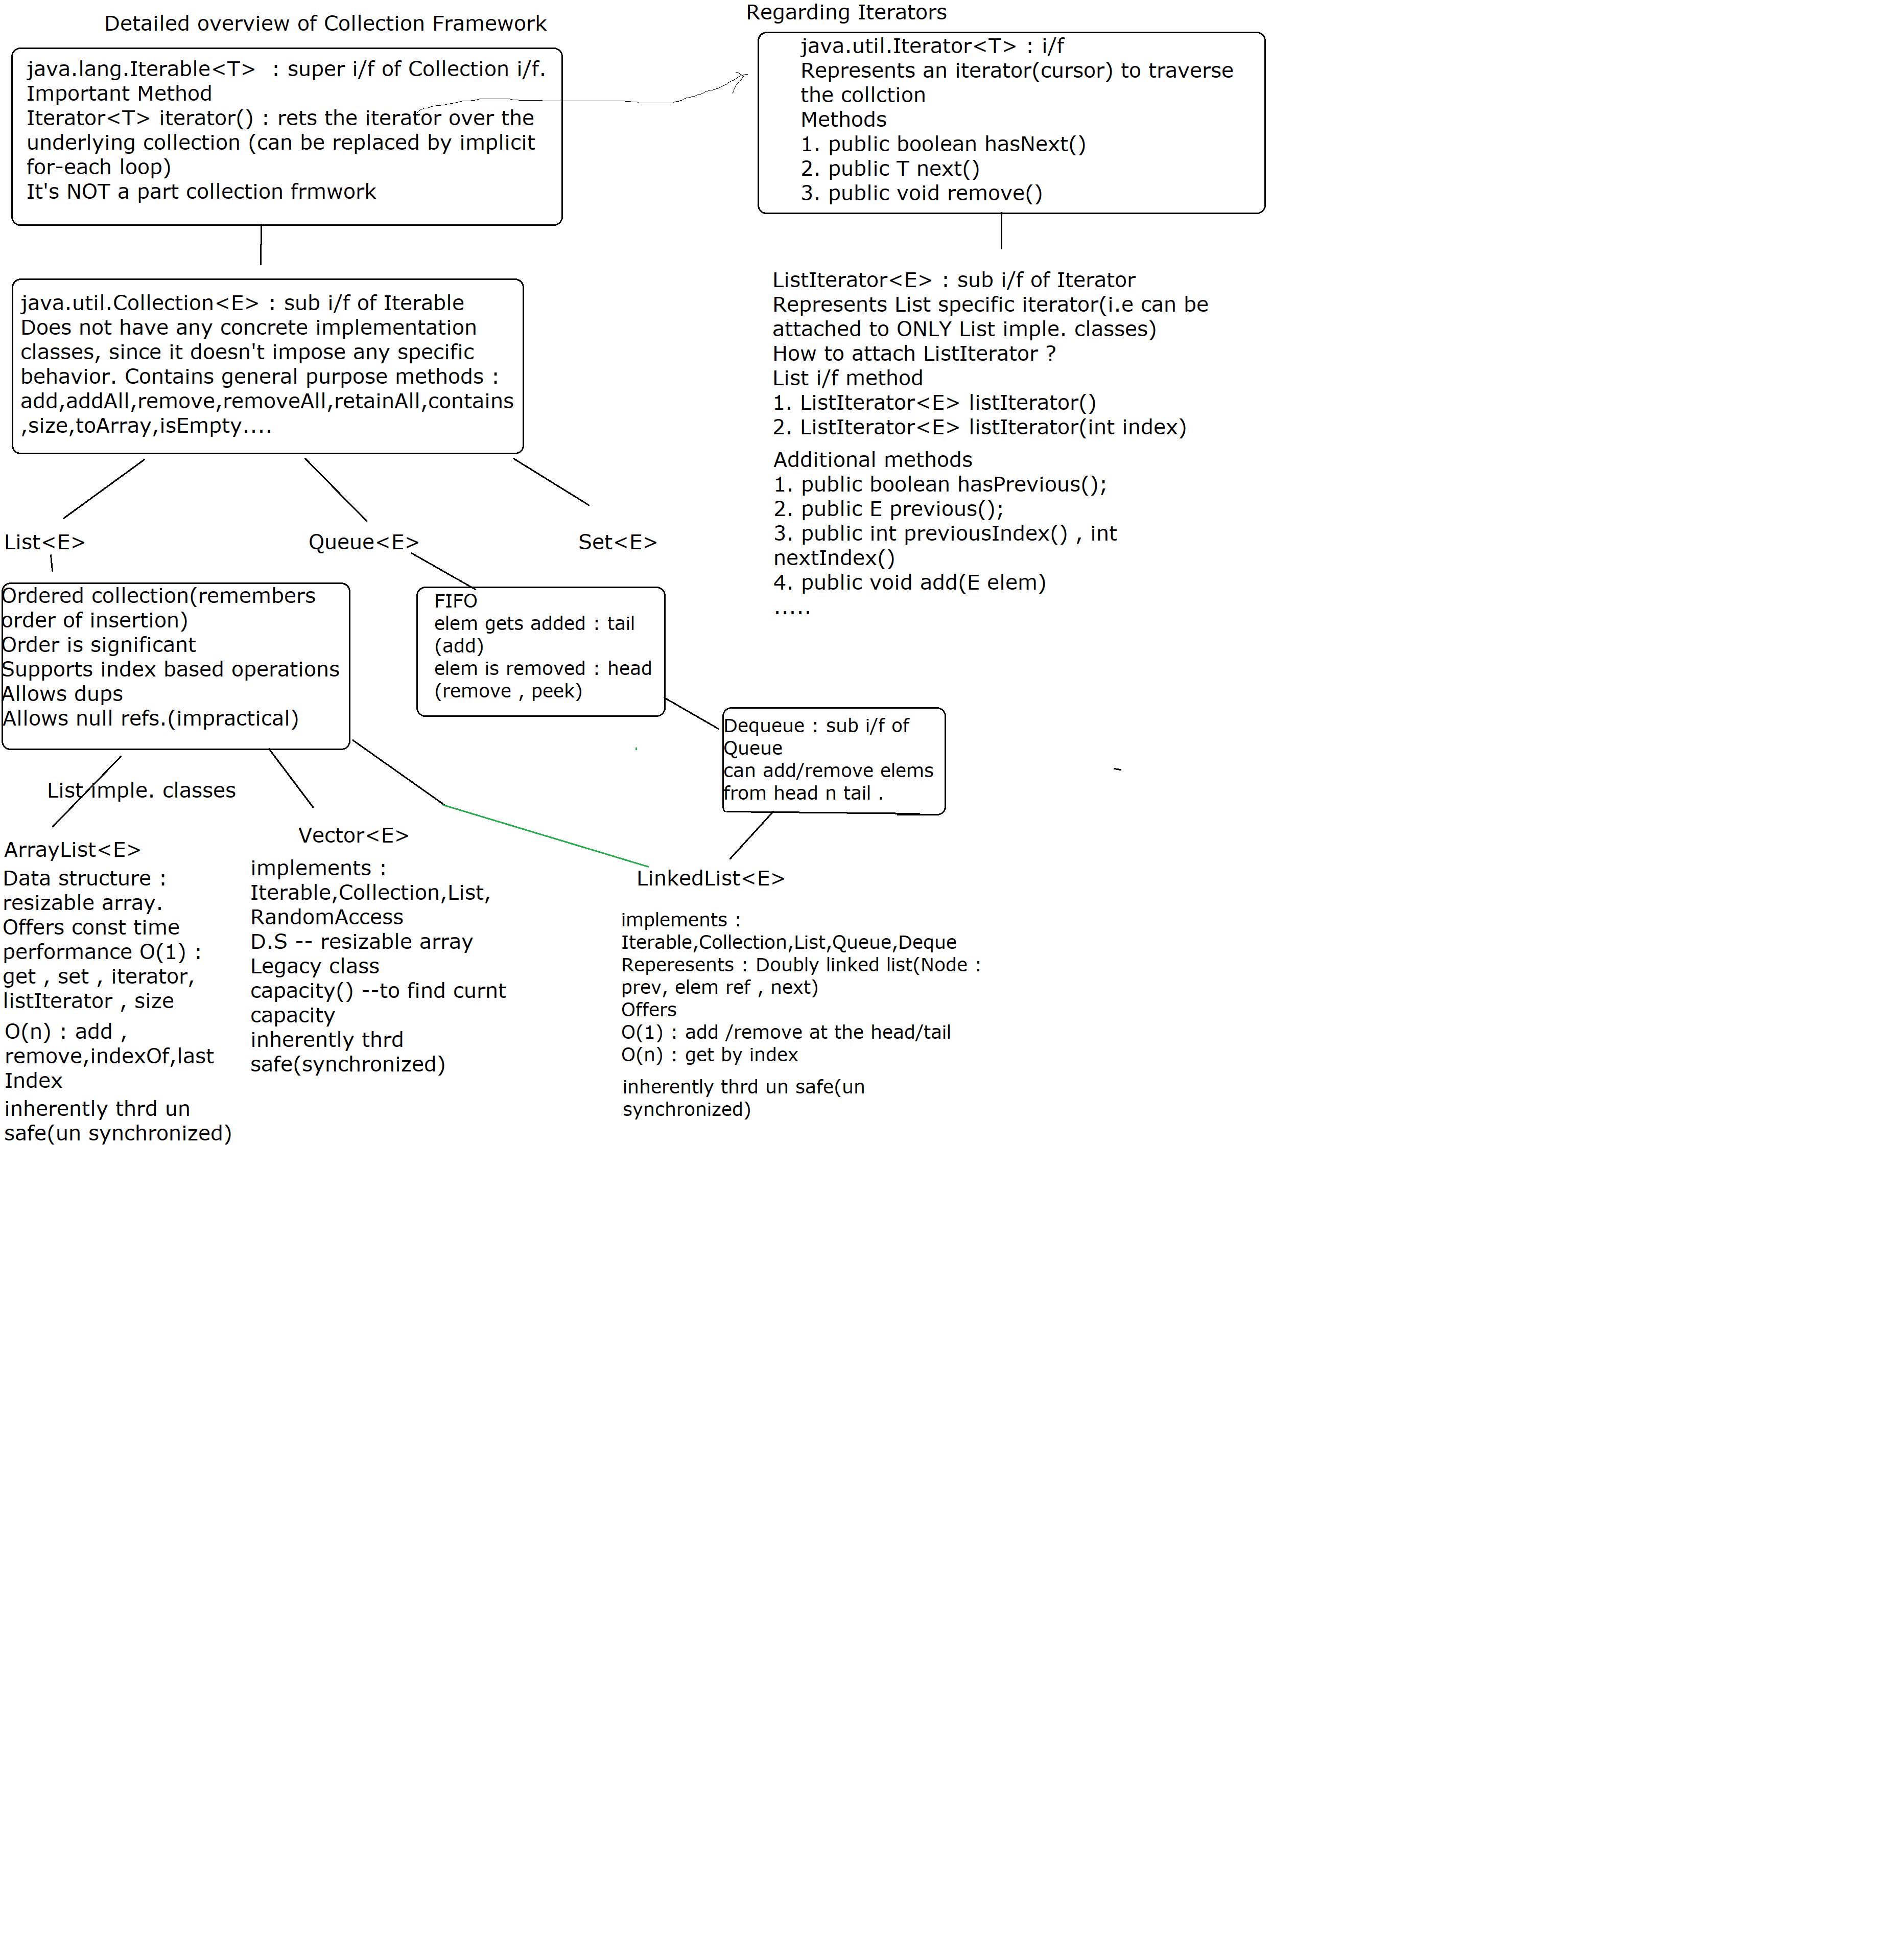 Detailed overview of Collection Framework
java.lang.Iterable<T>  : super i/f of Collection i/f.
Important Method
Iterator<T> iterator() : rets the iterator over the
underlying collection (can be replaced by implicit
for-each loop)
It's NOT a part collection frmwork
Regarding Iterators
java.util.Iterator<T> : i/f
Represents an iterator(cursor) to traverse
the collction
Methods
1. public boolean hasNext()
2. public T next()
3. public void remove()
java.util.Collection<E> : sub i/f of Iterable
Does not have any concrete implementation
classes, since it doesn't impose any specific
behavior. Contains general purpose methods :
add,addAll,remove,removeAll,retainAll,contains
,size,toArray,isEmpty....
ListIterator<E> : sub i/f of Iterator
Represents List specific iterator(i.e can be
attached to ONLY List imple. classes)
How to attach ListIterator ?
List i/f method
1. ListIterator<E> listIterator()
2. ListIterator<E> listIterator(int index)
Additional methods
1. public boolean hasPrevious();
2. public E previous();
3. public int previousIndex() , int
nextIndex()
4. public void add(E elem)
.....
List<E>
Queue<E>
Set<E>
Ordered collection(remembers
order of insertion)
Order is significant
Supports index based operations
Allows dups
Allows null refs.(impractical)
FIFO
elem gets added : tail
(add)
elem is removed : head
(remove , peek)
Dequeue : sub i/f of
Queue
can add/remove elems
from head n tail .
List imple. classes
ArrayList<E>
Data structure :
resizable array.
Offers const time
performance O(1) :
get , set , iterator,
listIterator , size
O(n) : add ,
remove,indexOf,last
Index
inherently thrd un
safe(un synchronized)
Vector<E>
implements :
Iterable,Collection,List,
RandomAccess
D.S -- resizable array
Legacy class
capacity() --to find curnt
capacity
inherently thrd
safe(synchronized)
LinkedList<E>
implements :
Iterable,Collection,List,Queue,Deque
Reperesents : Doubly linked list(Node :
prev, elem ref , next)
Offers
O(1) : add /remove at the head/tail
O(n) : get by index
inherently thrd un safe(un
synchronized)